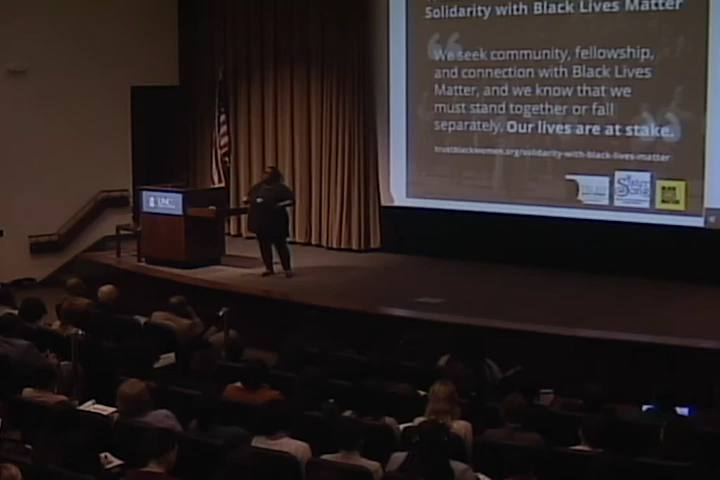 Solidarity with Black Lives Matter
We seek community, fellowship,
and connection with Black Lives
Matter, and we know that we
must stand together or fall
separately. Our lives are at stake.
trustblackwomen.org/solidarity-with-black-lives-matter
Sister
Song
UNC